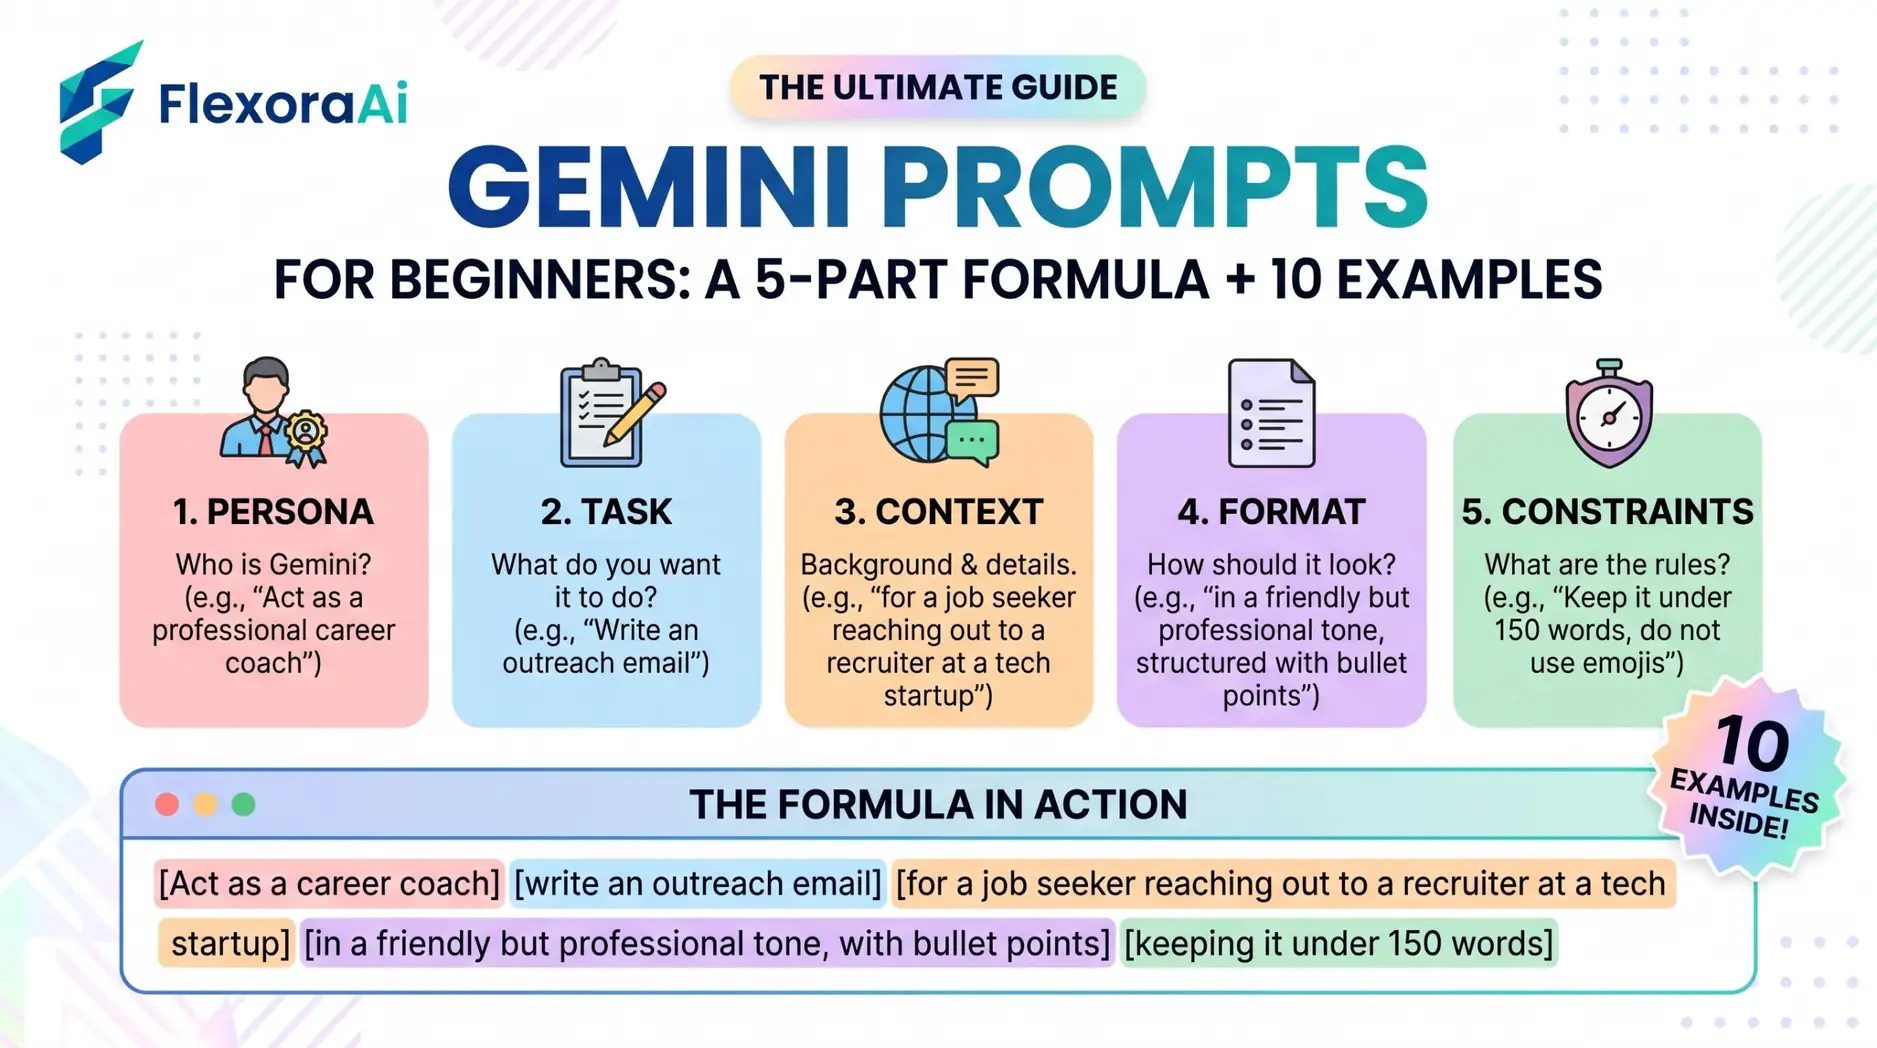 FlexoraAi
THE ULTIMATE GUIDE
GEMINI PROMPTS
FOR BEGINNERS: A 5-PART FORMULA + 10 EXAMPLES
1. PERSONA
Who is Gemini?
(e.g., “Act as a
professional career
coach”)
2. TASK
What do you want
it to do?
(e.g., “Write an
outreach email”)
3. CONTEXT
Background & details.
(e.g., “for a job seeker
reaching out to a
recruiter at a tech
startup”)
4. FORMAT
How should it look?
(e.g., “in a friendly but
professional tone,
structured with bullet
points”)
5. CONSTRAINTS
What are the rules?
(e.g., “Keep it under
150 words, do not
use emojis”)
10
EXAMPLES
INSIDE!
THE FORMULA IN ACTION
[Act as a career coach] [write an outreach email] [for a job seeker reaching out to a recruiter at a tech
startup] [in a friendly but professional tone, with bullet points] [keeping it under 150 words]